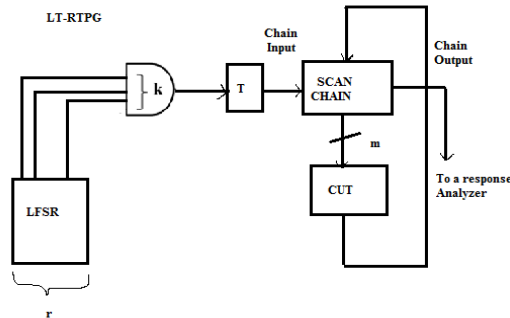 LT-RTPG
Chain
Input
Chain
Output
k
T
SCAN
CHAIN
m
CUT
To a response
Analyzer
LFSR
r